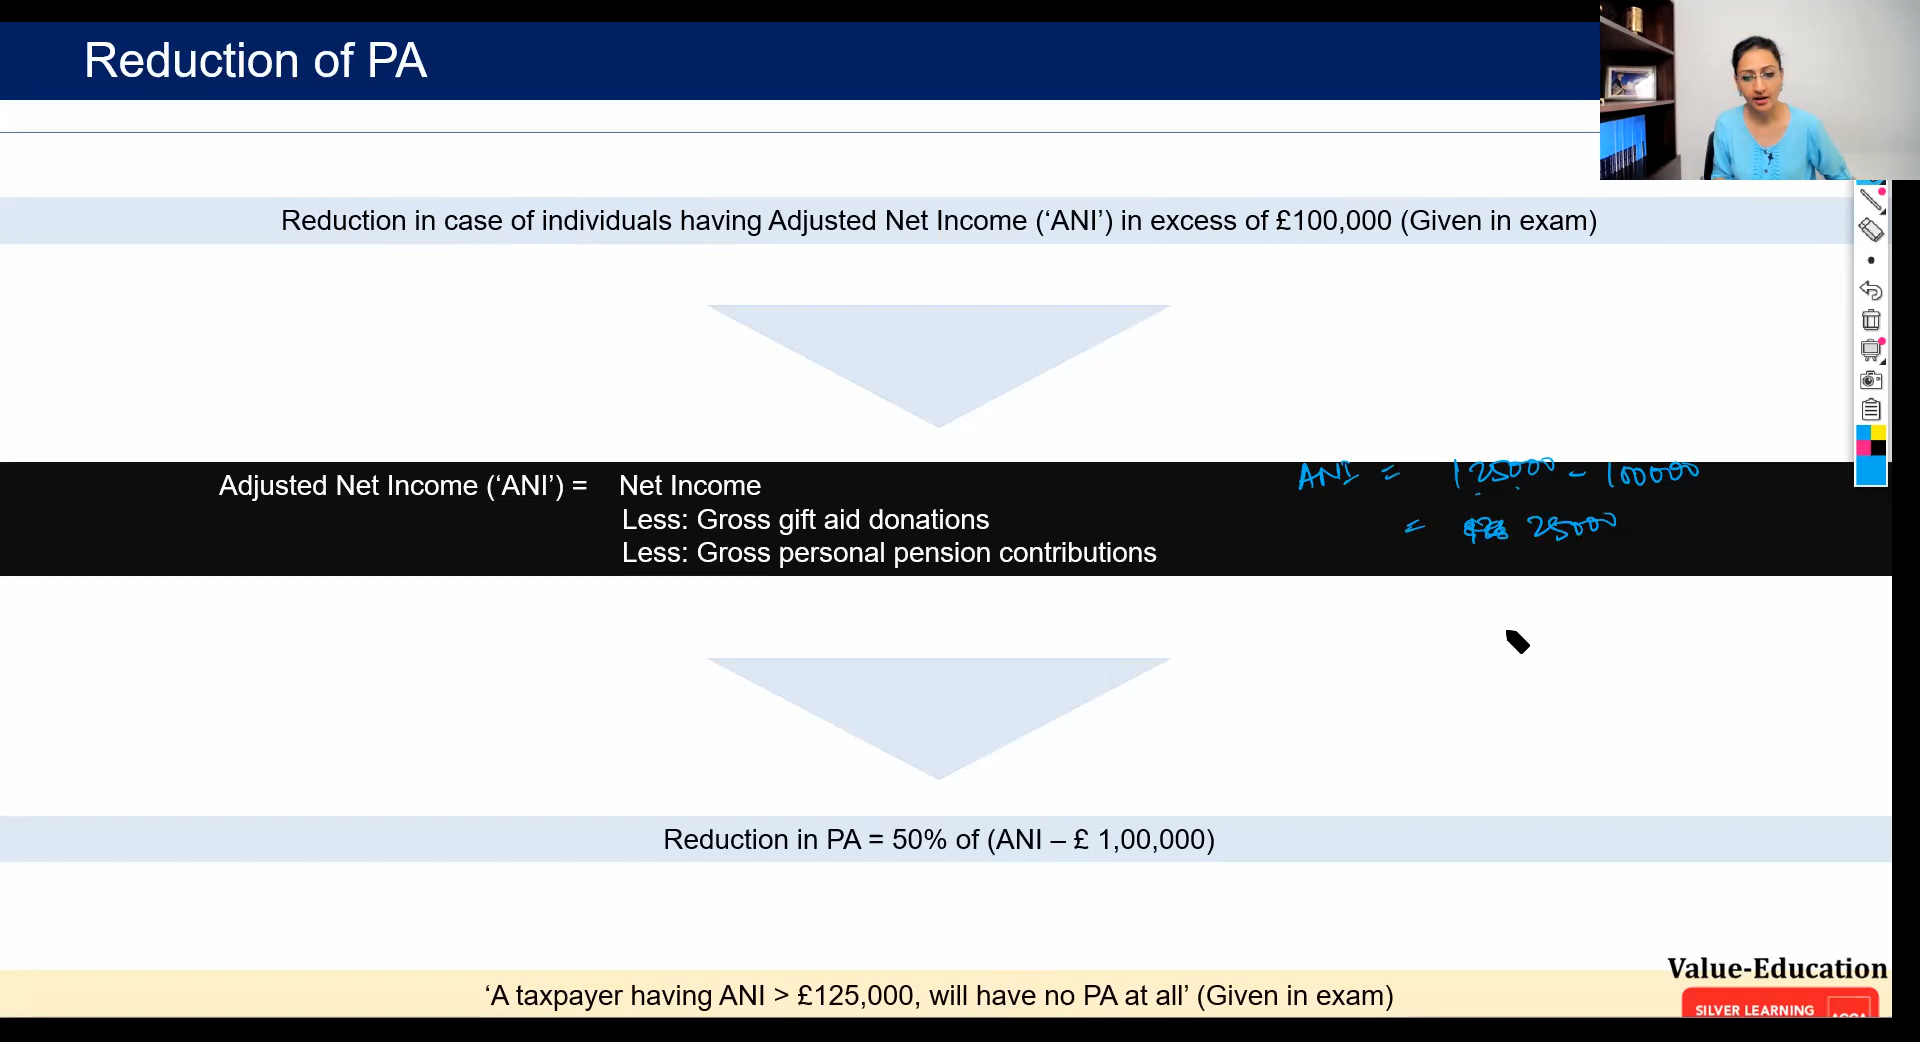 Reduction of PA
Reduction in case of individuals having Adjusted Net Income (‘ANI’) in excess of £100,000 (Given in exam)
Adjusted Net Income (‘ANI’) = Net Income
Less: Gross gift aid donations
Less: Gross personal pension contributions
ANI = 125000 - 100000
= 25000
Reduction in PA = 50% of (ANI – £ 1,00,000)
Value-Education
‘A taxpayer having ANI > £125,000, will have no PA at all’ (Given in exam)
SILVER LEARNING